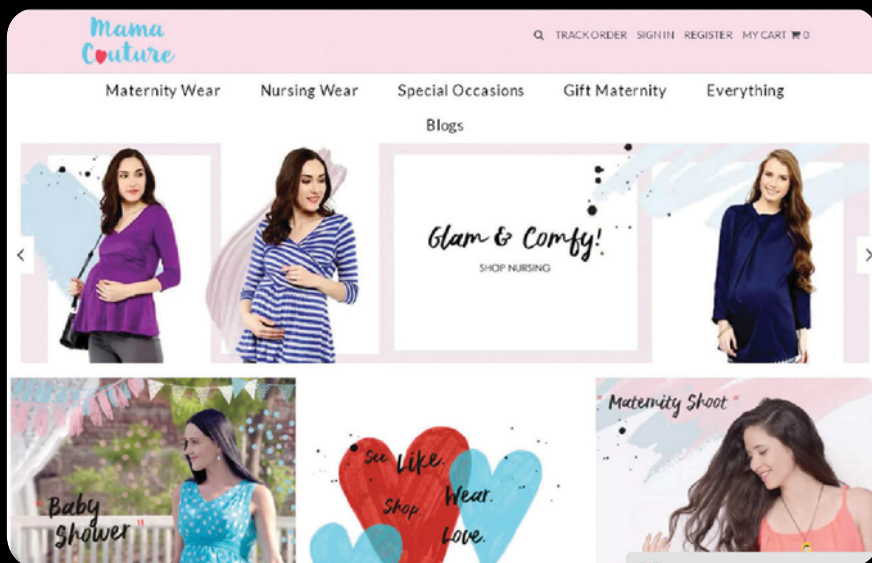 Mama
Couture
TRACK ORDER SIGN IN REGISTER MY CART 0
Maternity Wear Nursing Wear Special Occasions Gift Maternity Everything
Blogs
Glam & Comfy!
SHOP NURSING
"Baby
Shower"
See Like.
Shop. Wear.
Love.
"Maternity Shoot"